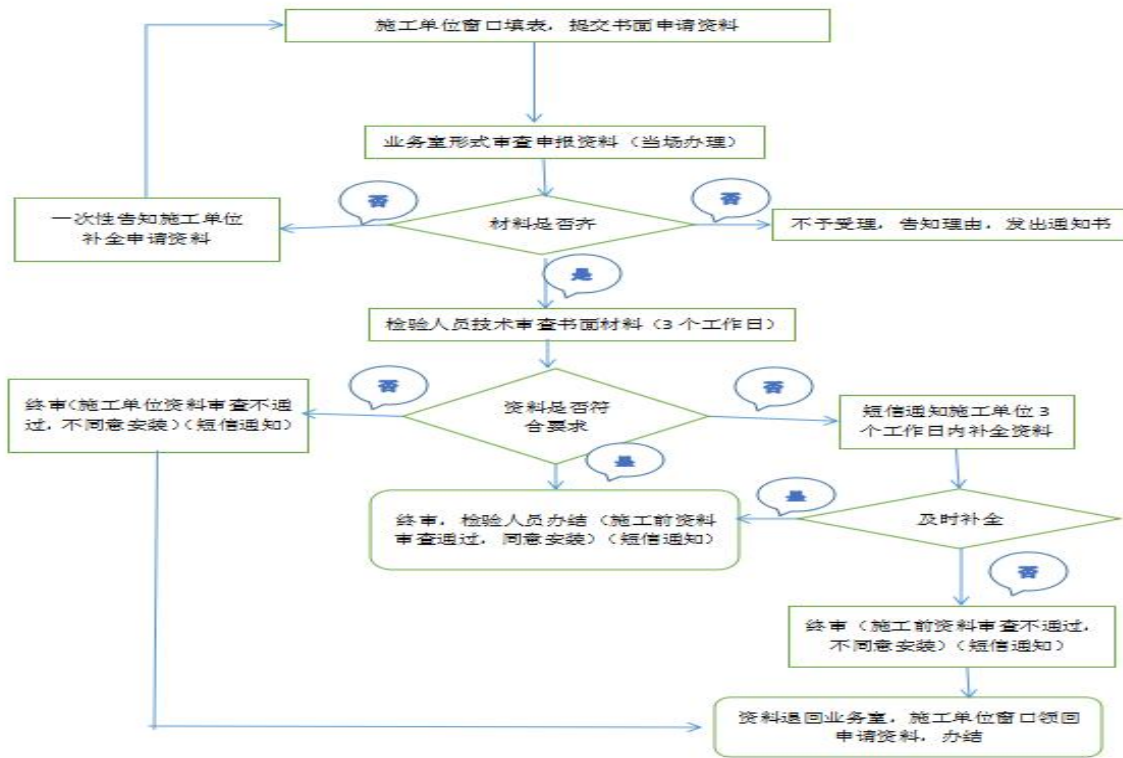 施工单位窗口填表，提交书面申请资料
业务室形式审查申报资料（当场办理）
否
否
一次性告知施工单位
补全申请资料
材料是否齐
不予受理，告知理由，发出通知书
是
检验人员技术审查书面材料（3 个工作日）
否
否
终审(施工单位资料审查不通
过，不同意安装)(短信通知)
资料是否符
合要求
短信通知施工单位 3
个工作日内补全资料
是
是
终审，检验人员办结（施工前资料
审查通过，同意安装）（短信通知）
及时补全
否
终审（施工前资料审查不通过，
不同意安装）（短信通知）
资料退回业务室，施工单位窗口领回
申请资料，办结